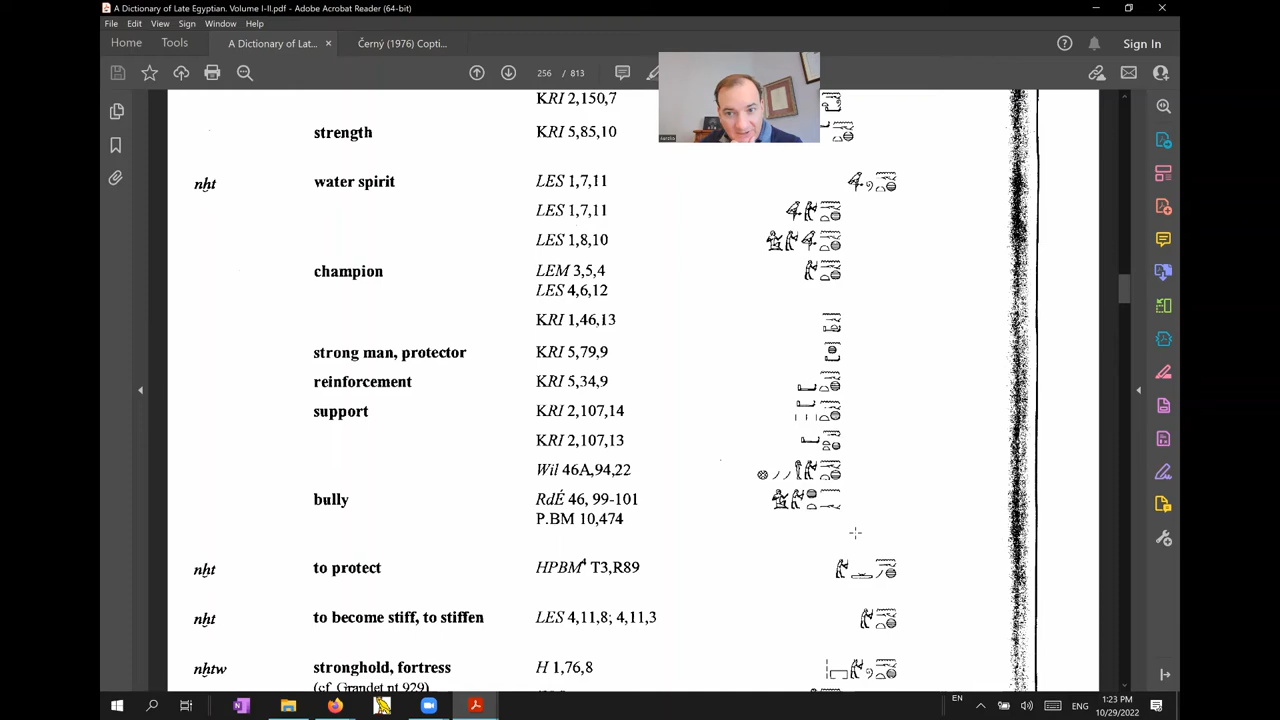 A Dictionary of Late Egyptian. Volume I-II.pdf - Adobe Acrobat Reader (64-bit)
File Edit View Sign Window Help
Home Tools A Dictionary of Lat... × Černý (1976) Copti... Sign In
256 / 813
KRI 2,150,7
strength KRI 5,85,10
nḫt water spirit LES 1,7,11
LES 1,7,11
LES 1,8,10
champion LEM 3,5,4
LES 4,6,12
KRI 1,46,13
strong man, protector KRI 5,79,9
reinforcement KRI 5,34,9
support KRI 2,107,14
KRI 2,107,13
Wil 46A,94,22
bully RdÉ 46, 99-101
P.BM 10,474
nḫt to protect HPBM⁴ T3,R89
nḫt to become stiff, to stiffen LES 4,11,8; 4,11,3
nḫtw stronghold, fortress H 1,76,8
(cf. Grandet nt 929)
EN ENG 1:23 PM
10/29/2022